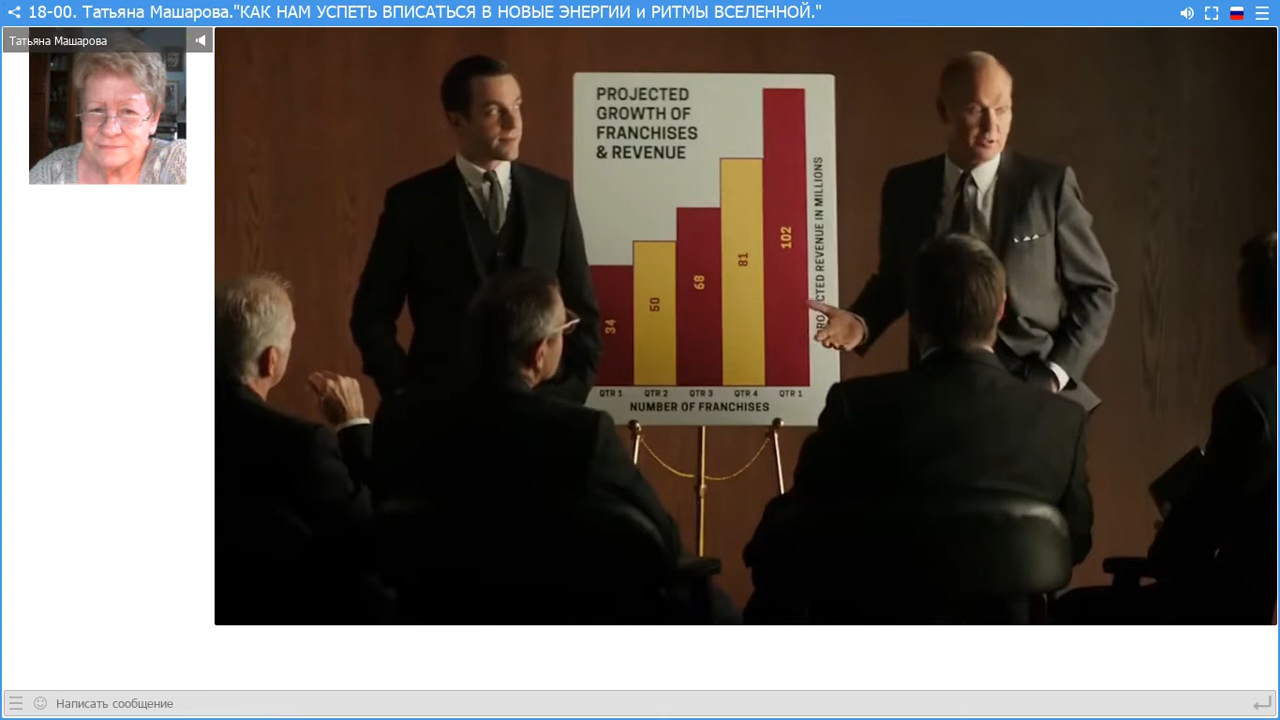 18-00. Татьяна Машарова."КАК НАМ УСПЕТЬ ВПИСАТЬСЯ В НОВЫЕ ЭНЕРГИИ и РИТМЫ ВСЕЛЕННОЙ."
Татьяна Машарова
PROJECTED
GROWTH OF
FRANCHISES
& REVENUE
34
50
68
81
102
PROJECTED REVENUE IN MILLIONS
QTR 1 QTR 2 QTR 3 QTR 4 QTR 1
NUMBER OF FRANCHISES
Написать сообщение